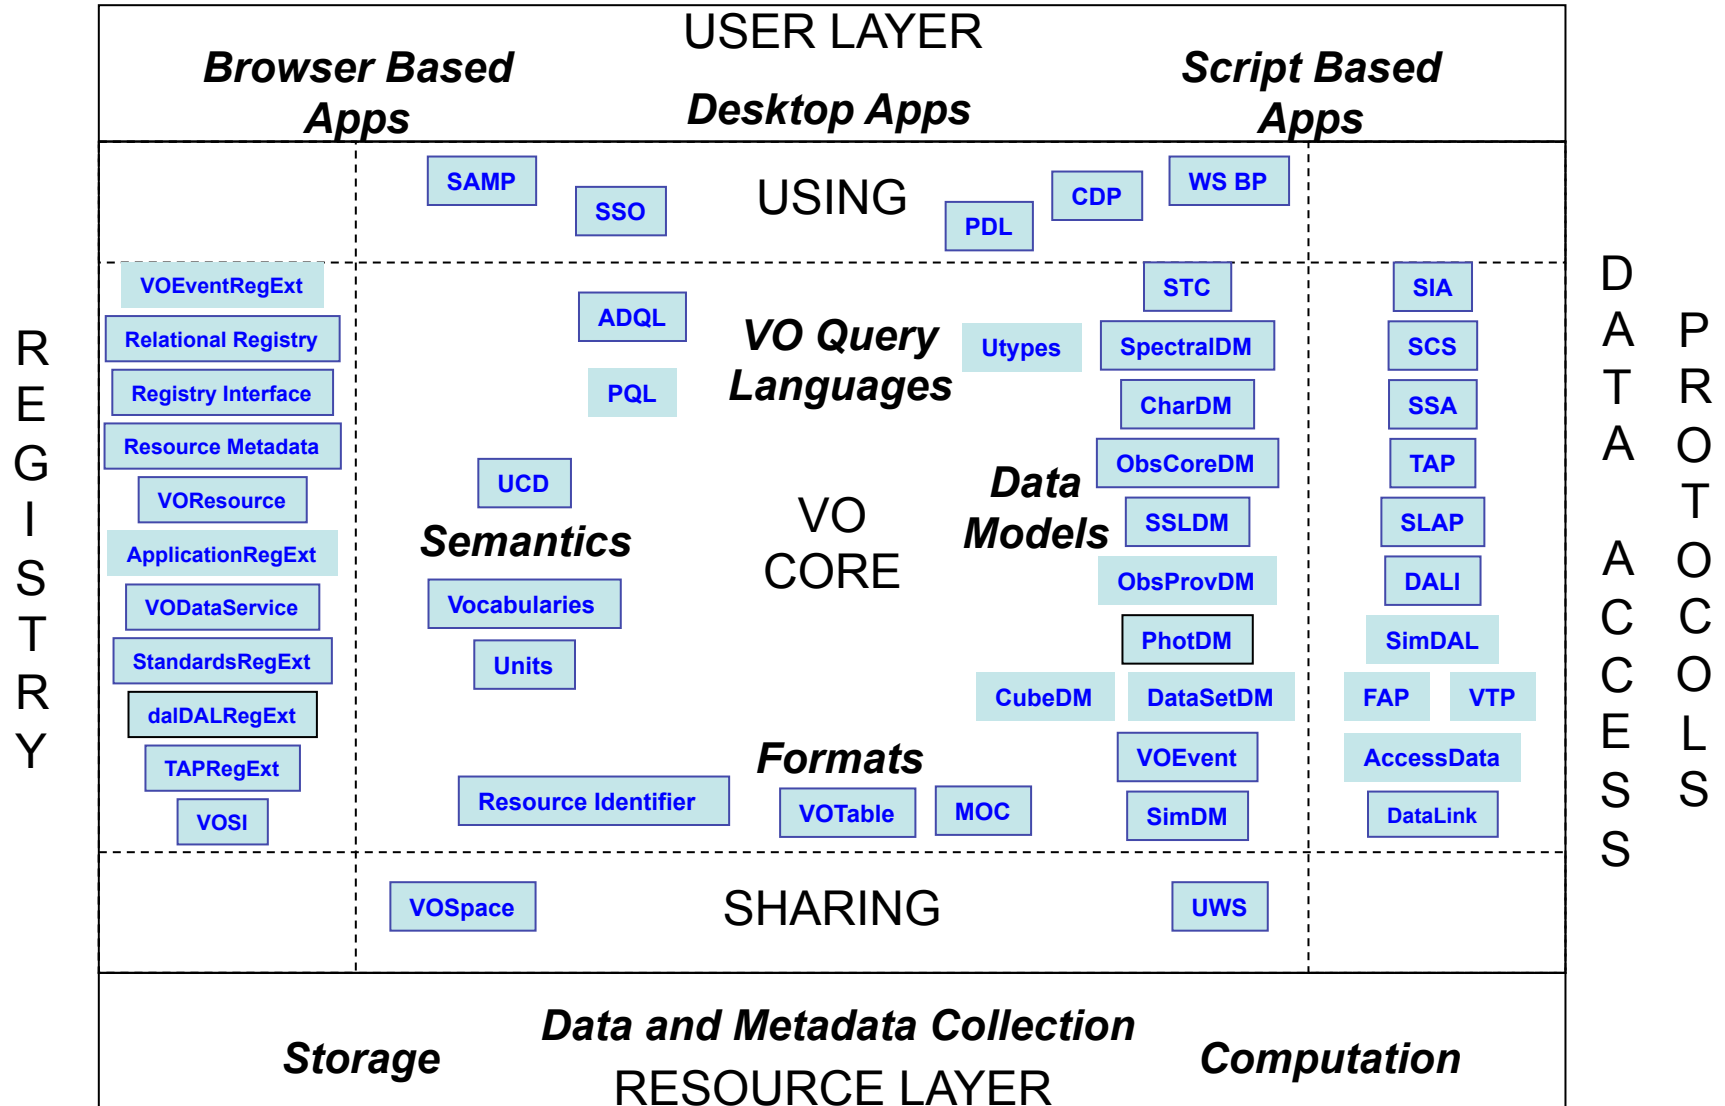 USER LAYER
Browser Based
Apps
Desktop Apps
Script Based
Apps
SAMP
SSO
USING
PDL
CDP
WS BP
REGISTRY
VOEventRegExt
Relational Registry
Registry Interface
Resource Metadata
VOResource
ApplicationRegExt
VODataService
StandardsRegExt
dalDALRegExt
TAPRegExt
VOSI
ADQL
PQL
VO Query
Languages
UCD
Semantics
Vocabularies
Units
VO
CORE
Resource Identifier
Formats
VOTable
MOC
Utypes
Data
Models
STC
SpectralDM
CharDM
ObsCoreDM
SSLDM
ObsProvDM
PhotDM
CubeDM
DataSetDM
VOEvent
SimDM
SIA
SCS
SSA
TAP
SLAP
DALI
SimDAL
FAP
VTP
AccessData
DataLink
DATA ACCESS
PROTOCOLS
VOSpace
SHARING
UWS
Storage
Data and Metadata Collection
Computation
RESOURCE LAYER